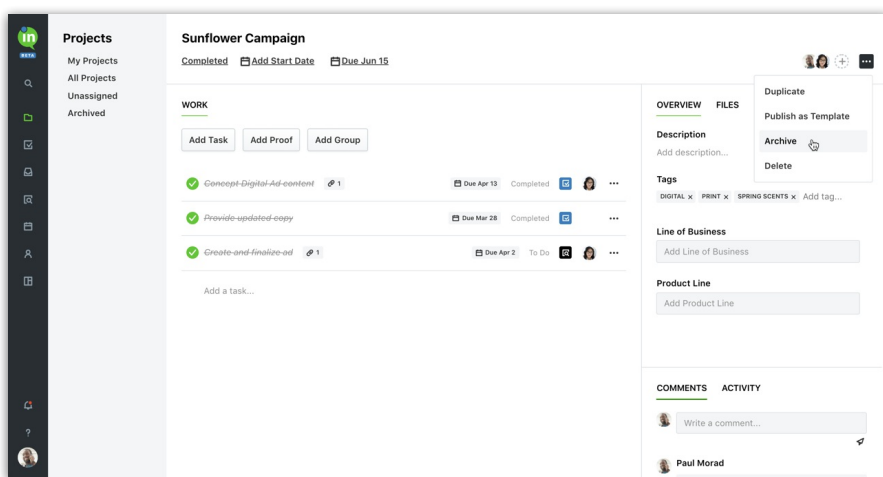 in
BETA
Projects
My Projects
All Projects
Unassigned
Archived
Sunflower Campaign
Completed Add Start Date Due Jun 15
WORK
Add Task Add Proof Add Group
Concept Digital Ad content 1 Due Apr 13 Completed
Provide updated copy Due Mar 28 Completed
Create and finalize ad 1 Due Apr 2 To Do
Add a task...
Duplicate
Publish as Template
Archive
Delete
OVERVIEW FILES
Description
Add description...
Tags
DIGITAL x PRINT x SPRING SCENTS x Add tag...
Line of Business
Add Line of Business
Product Line
Add Product Line
COMMENTS ACTIVITY
Write a comment...
Paul Morad
?